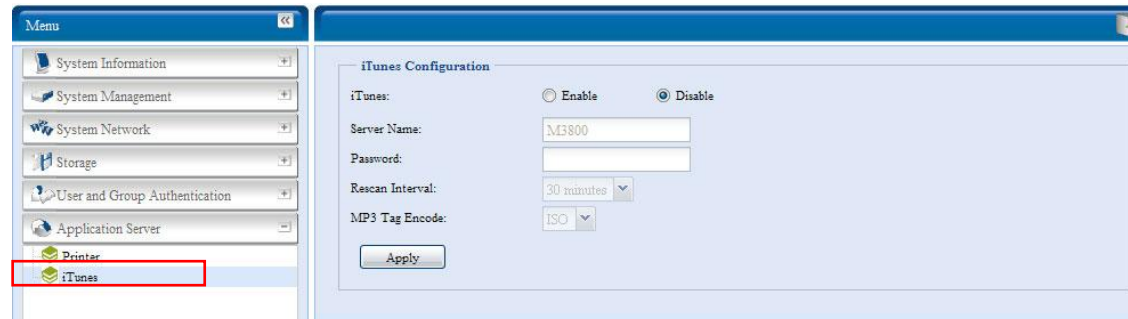 Menu
System Information
System Management
System Network
Storage
User and Group Authentication
Application Server
Printer
iTunes
iTunes Configuration
iTunes: Enable Disable
Server Name: M3800
Password:
Rescan Interval: 30 minutes
MP3 Tag Encode: ISO
Apply